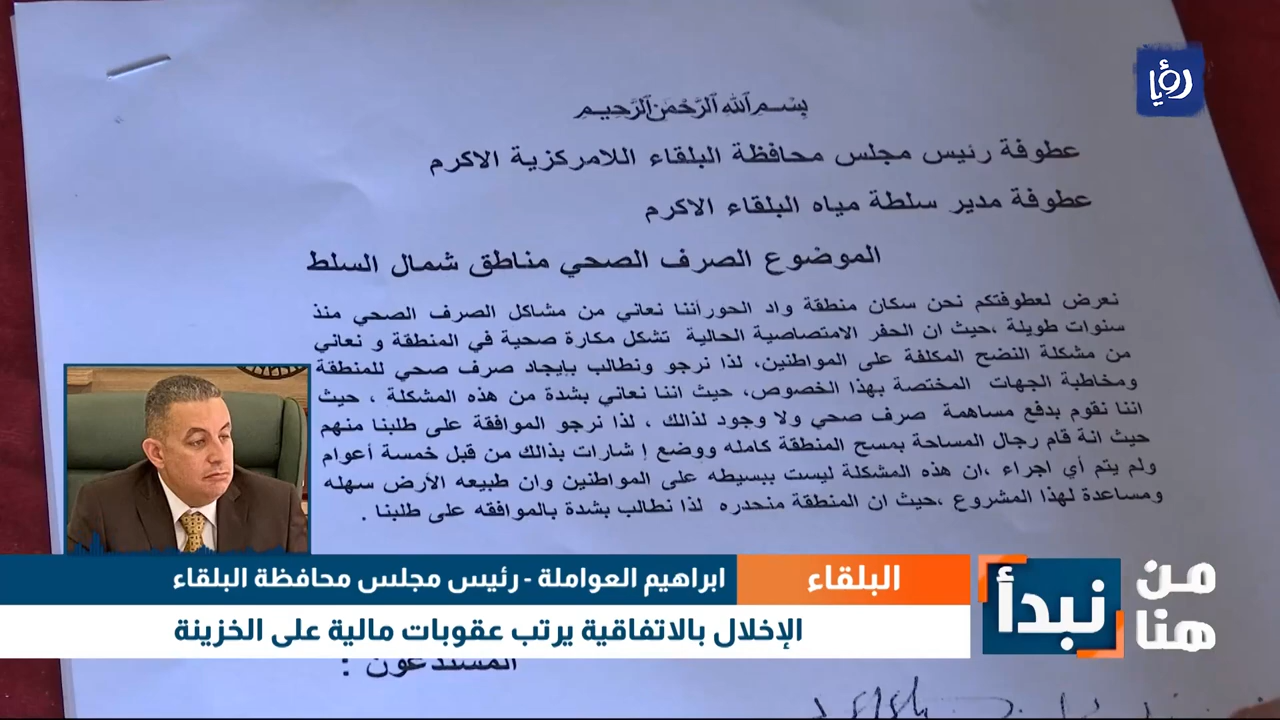 رؤيا
بسم الله الرحمن الرحيم
عطوفة رئيس مجلس محافظة البلقاء اللامركزية الاكرم
عطوفة مدير سلطة مياه البلقاء الاكرم
الموضوع الصرف الصحي مناطق شمال السلط
نعرض لعطوفتكم نحن سكان منطقة واد الحورأننا نعاني من مشاكل الصرف الصحي منذ
سنوات طويلة ،حيث ان الحفر الامتصاصية الحالية تشكل مكارة صحية في المنطقة و نعاني
من مشكلة النضح المكلفة على المواطنين، لذا نرجو ونطالب بإيجاد صرف صحي للمنطقة
ومخاطبة الجهات المختصة بهذا الخصوص، حيث اننا نعاني بشدة من هذه المشكلة ، حيث
اننا نقوم بدفع مساهمة صرف صحي ولا وجود لذالك ، لذا نرجو الموافقة على طلبنا منهم
حيث انة قام رجال المساحة بمسح المنطقة كامله ووضع إشارات بذالك من قبل خمسة أعوام
ولم يتم أي اجراء ،ان هذه المشكلة ليست ببسيطه على المواطنين وان طبيعه الأرض سهله
ومساعدة لهذا المشروع ،حيث ان المنطقة منحدره لذا نطالب بشدة بالموافقه على طلبنا .
البلقاء
ابراهيم العواملة - رئيس مجلس محافظة البلقاء
الإخلال بالاتفاقية يرتب عقوبات مالية على الخزينة
من هنا
نبدأ
المستدعون :